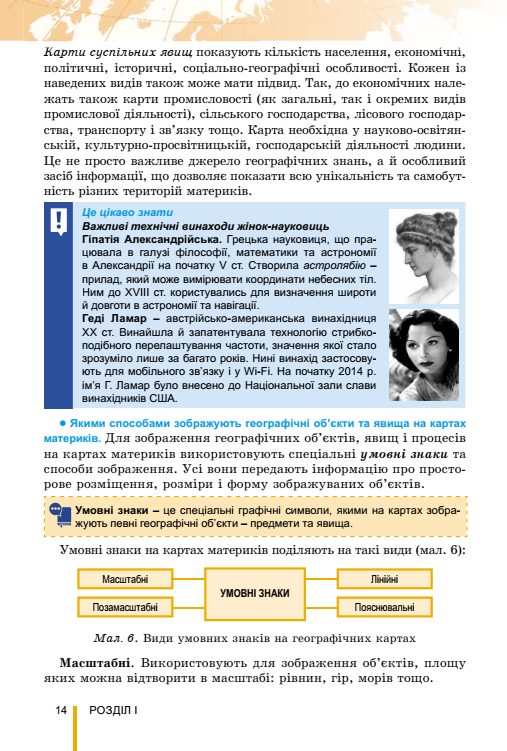 Карти суспільних явищ показують кількість населення, економічні,
політичні, історичні, соціально-географічні особливості. Кожен із
наведених видів також може мати підвид. Так, до економічних нале-
жать також карти промисловості (як загальні, так і окремих видів
промислової діяльності), сільського господарства, лісового господар-
ства, транспорту і зв’язку тощо. Карта необхідна у науково-освітян-
ській, культурно-просвітницькій, господарській діяльності людини.
Це не просто важливе джерело географічних знань, а й особливий
засіб інформації, що дозволяє показати всю унікальність та самобут-
ність різних територій материків.
Це цікаво знати
Важливі технічні винаходи жінок-науковиць
Гіпатія Александрійська. Грецька науковиця, що пра-
цювала в галузі філософії, математики та астрономії
в Александрії на початку V ст. Створила астролябію –
прилад, який може вимірювати координати небесних тіл.
Ним до XVIII ст. користувались для визначення широти
й довготи в астрономії та навігації.
Геді Ламар – австрійсько-американська винахідниця
ХХ ст. Винайшла й запатентувала технологію стрибко-
подібного перелаштування частоти, значення якої стало
зрозуміло лише за багато років. Нині винахід застосову-
ють для мобільного зв’язку і у Wi-Fi. На початку 2014 р.
ім’я Г. Ламар було внесено до Національної зали слави
винахідників США.
● Якими способами зображують географічні об’єкти та явища на картах
материків. Для зображення географічних об’єктів, явищ і процесів
на картах материків використовують спеціальні умовні знаки та
способи зображення. Усі вони передають інформацію про просто-
рове розміщення, розміри і форму зображуваних об’єктів.
Умовні знаки – це спеціальні графічні символи, якими на картах зобра-
жують певні географічні об’єкти – предмети та явища.
Умовні знаки на картах материків поділяють на такі види (мал. 6):
Масштабні
Лінійні
УМОВНІ ЗНАКИ
Позамасштабні
Пояснювальні
Мал. 6. Види умовних знаків на географічних картах
Масштабні. Використовують для зображення об’єктів, площу
яких можна відтворити в масштабі: рівнин, гір, морів тощо.
14 РОЗДІЛ І